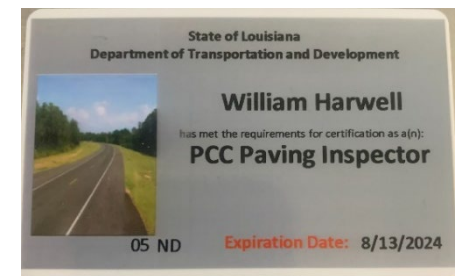 State of Louisiana
Department of Transportation and Development
William Harwell
has met the requirements for certification as a(n):
PCC Paving Inspector
05 ND Expiration Date: 8/13/2024